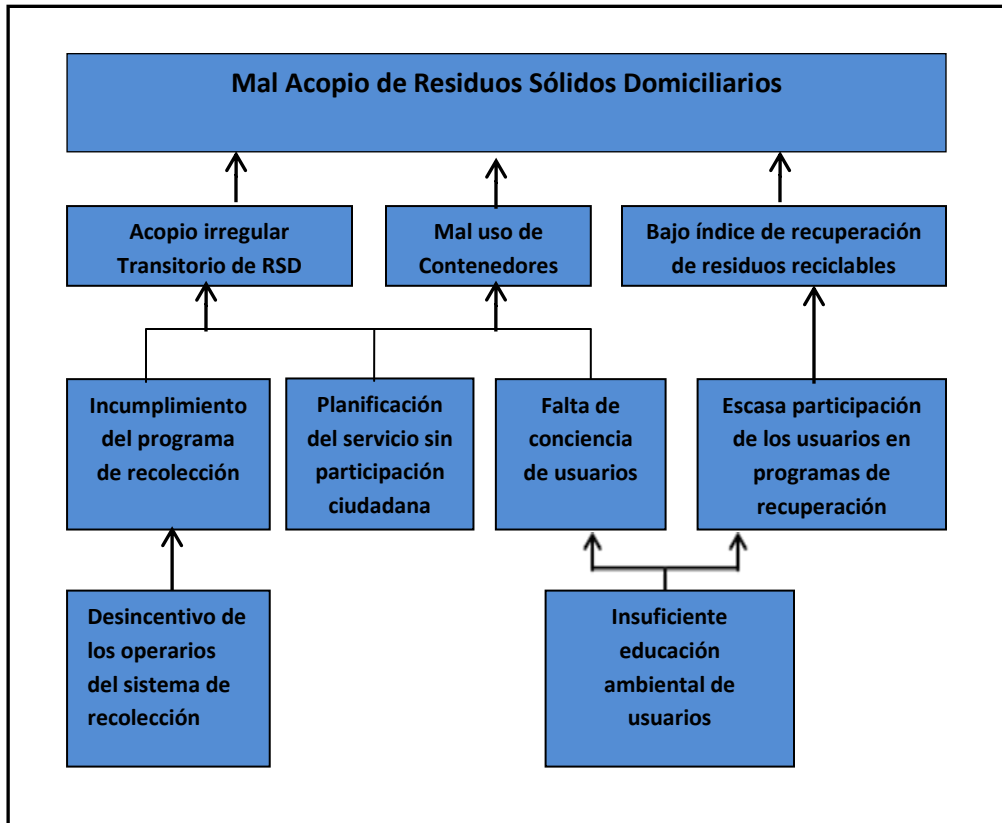 Mal Acopio de Residuos Sólidos Domiciliarios
Acopio irregular
Transitorio de RSD
Mal uso de
Contenedores
Bajo índice de recuperación
de residuos reciclables
Incumplimiento
del programa
de recolección
Planificación
del servicio sin
participación
ciudadana
Falta de
conciencia
de usuarios
Escasa participación
de los usuarios en
programas de
recuperación
Desincentivo de
los operarios
del sistema de
recolección
Insuficiente
educación
ambiental de
usuarios